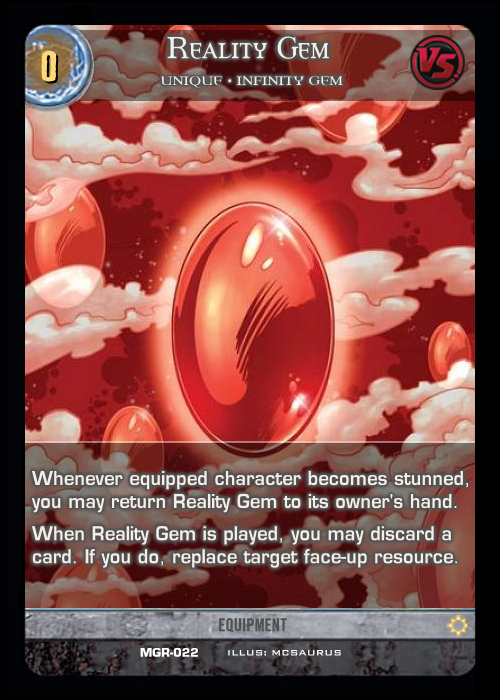 0
Reality Gem
VS.
Unique • Infinity Gem
Whenever equipped character becomes stunned,
you may return Reality Gem to its owner's hand.
When Reality Gem is played, you may discard a
card. If you do, replace target face-up resource.
EQUIPMENT
MGR-022 ILLUS: MCSAURUS